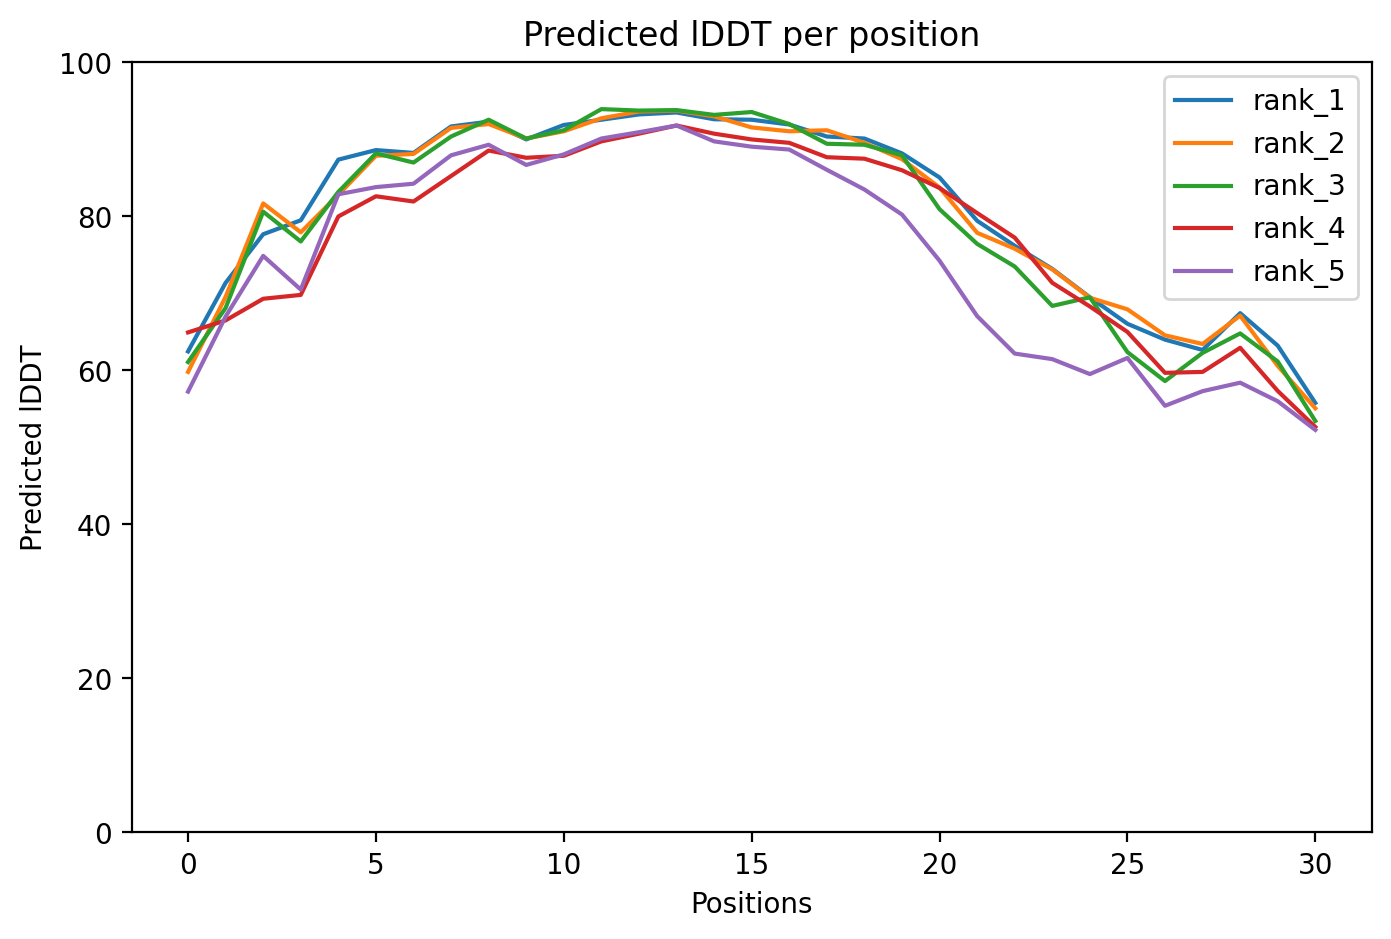 Predicted lDDT per position
100
80
60
40
20
0
Predicted lDDT
0 5 10 15 20 25 30
Positions
rank_1
rank_2
rank_3
rank_4
rank_5